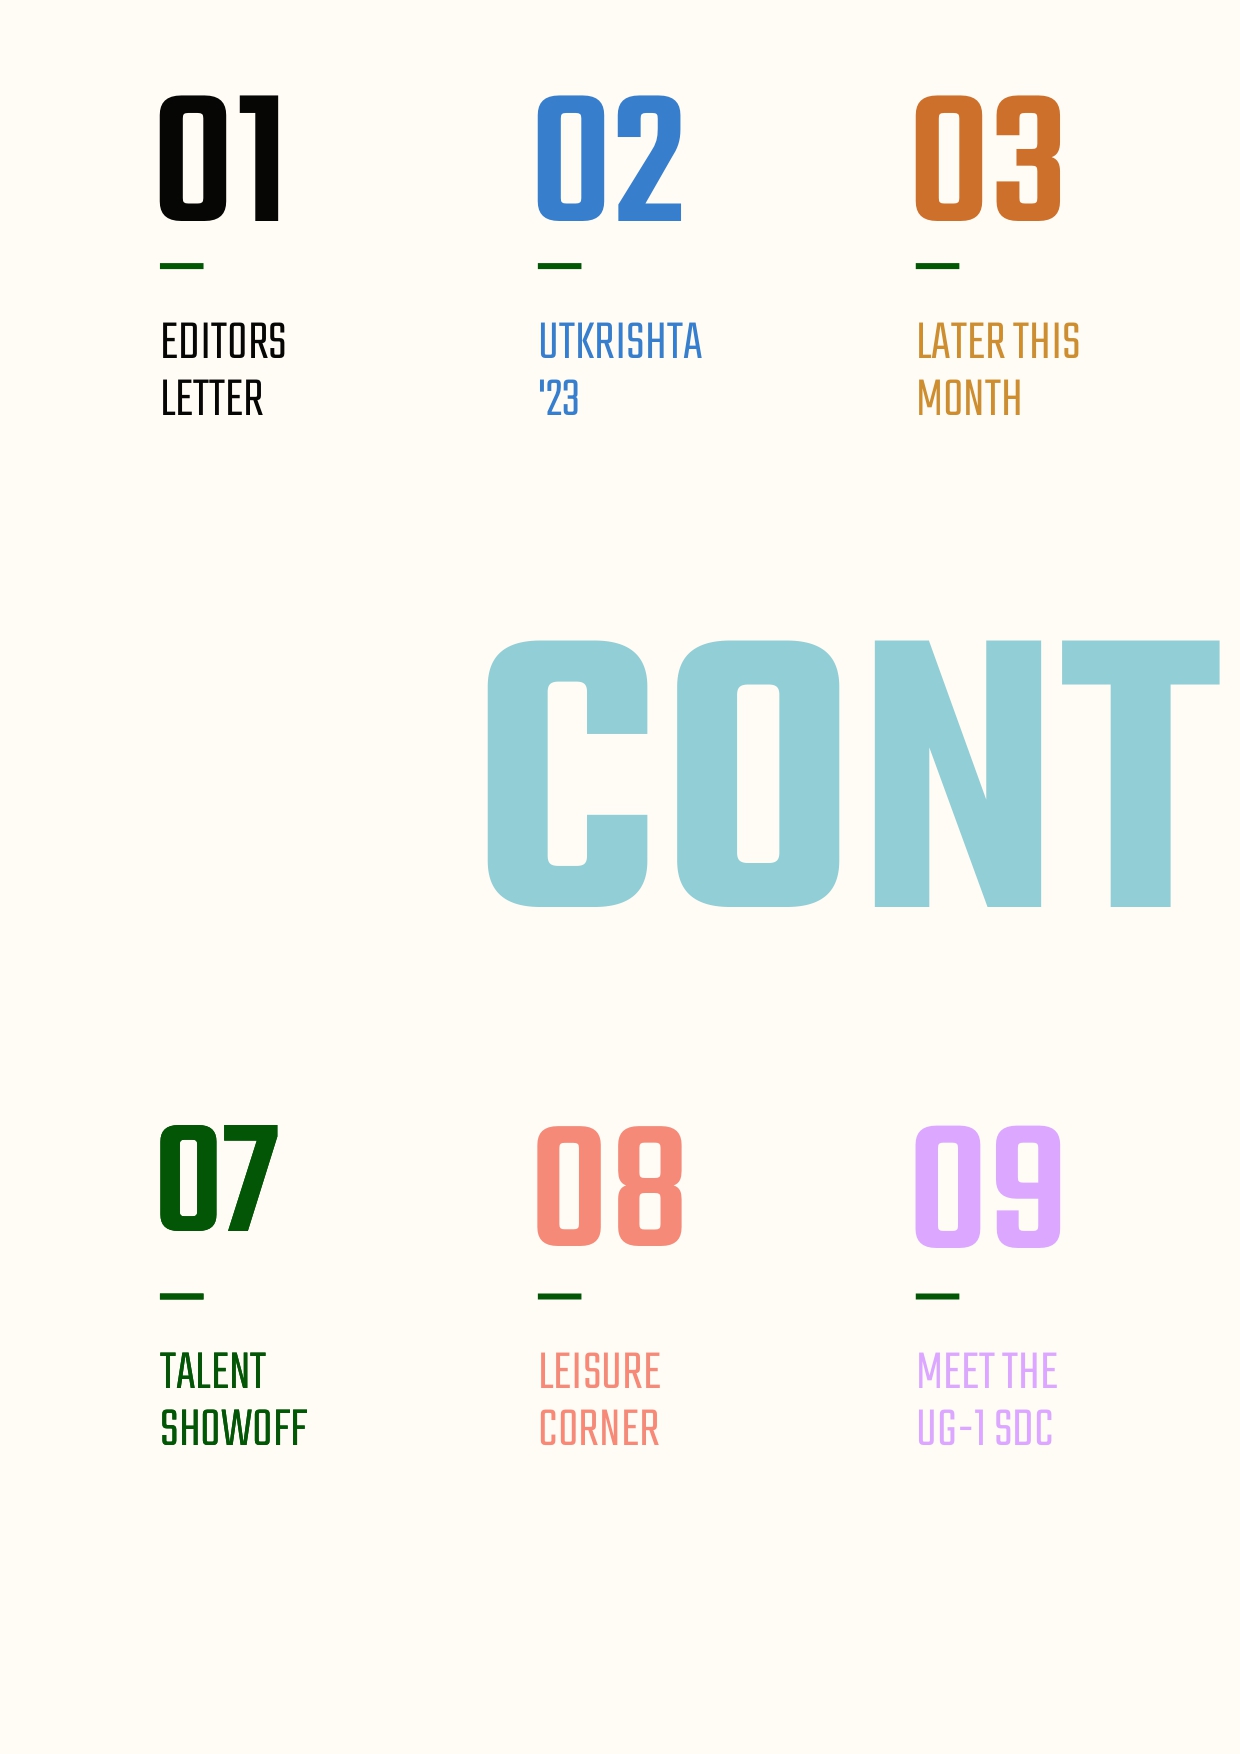 01
EDITORS
LETTER
02
UTKRISHTA
'23
03
LATER THIS
MONTH
CONT
07
TALENT
SHOWOFF
08
LEISURE
CORNER
09
MEET THE
UG-1 SDC